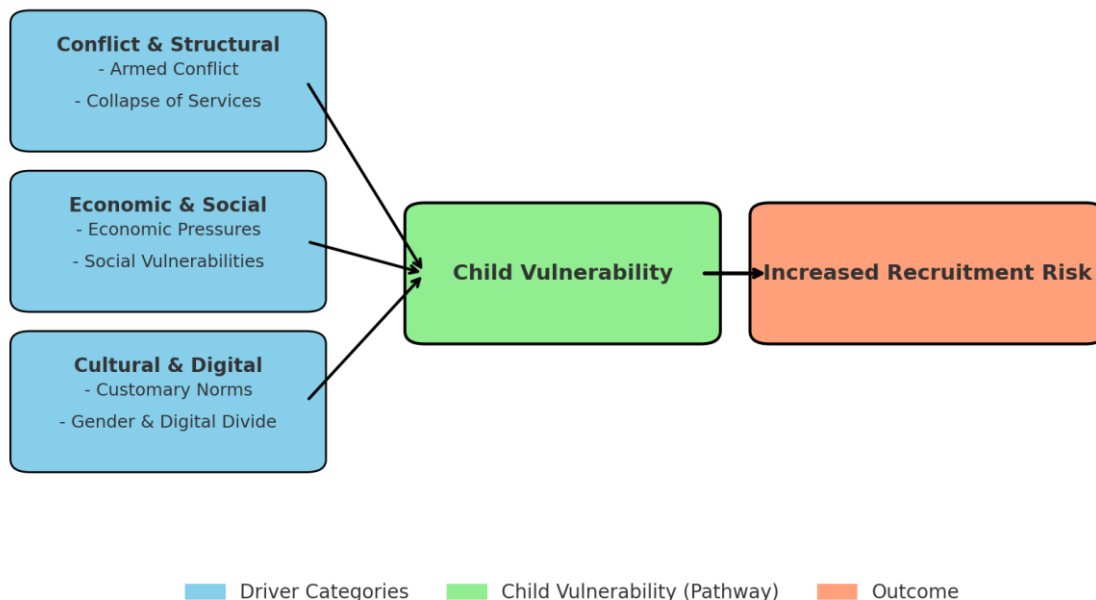 Conflict & Structural
- Armed Conflict
- Collapse of Services
Economic & Social
- Economic Pressures
- Social Vulnerabilities
Cultural & Digital
- Customary Norms
- Gender & Digital Divide
Child Vulnerability
Increased Recruitment Risk
Driver Categories
Child Vulnerability (Pathway)
Outcome